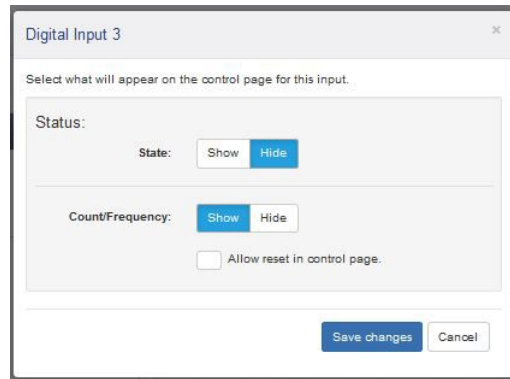 Digital Input 3 ×
Select what will appear on the control page for this input.
Status:
State: Show Hide
Count/Frequency: Show Hide
Allow reset in control page.
Save changes Cancel